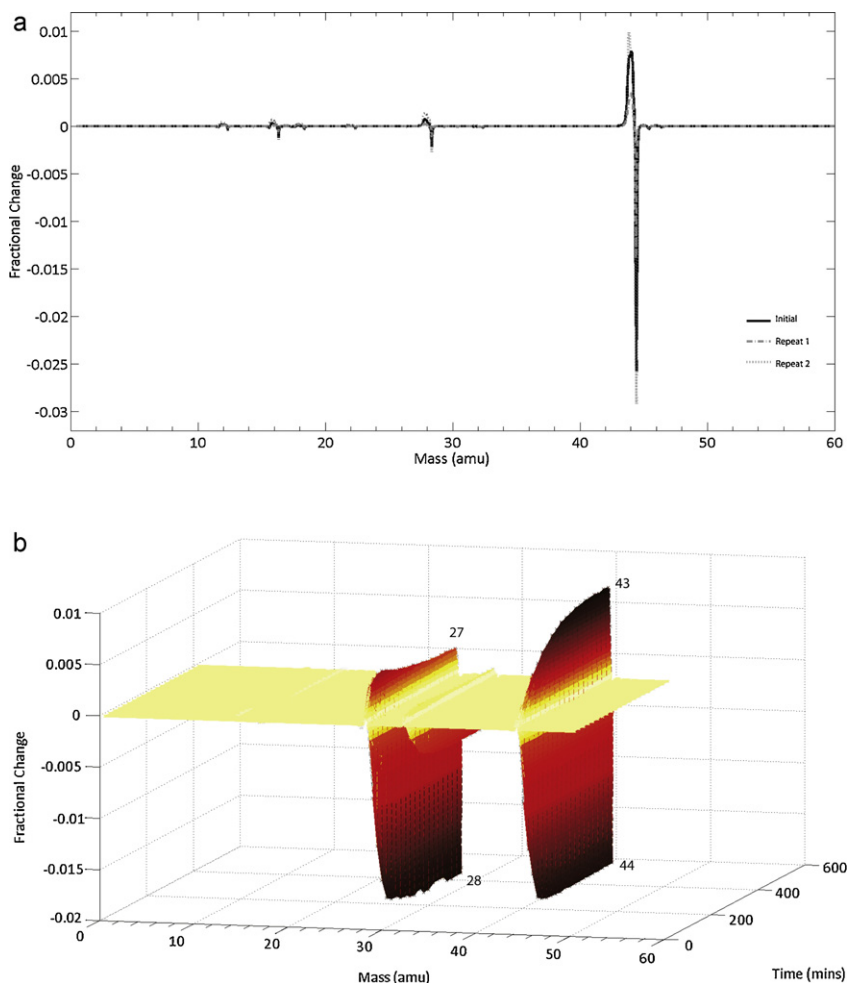 a
0.01
0.005
0
-0.005
-0.01
-0.015
-0.02
-0.025
-0.03
Fractional Change
0 10 20 30 40 50 60
Mass (amu)
Initial
Repeat 1
Repeat 2
b
0.01
0.005
0
-0.005
-0.01
-0.015
-0.02
Fractional Change
43
27
28
44
0 10 20 30 40 50 60
Mass (amu)
0 200 400 600
Time (mins)